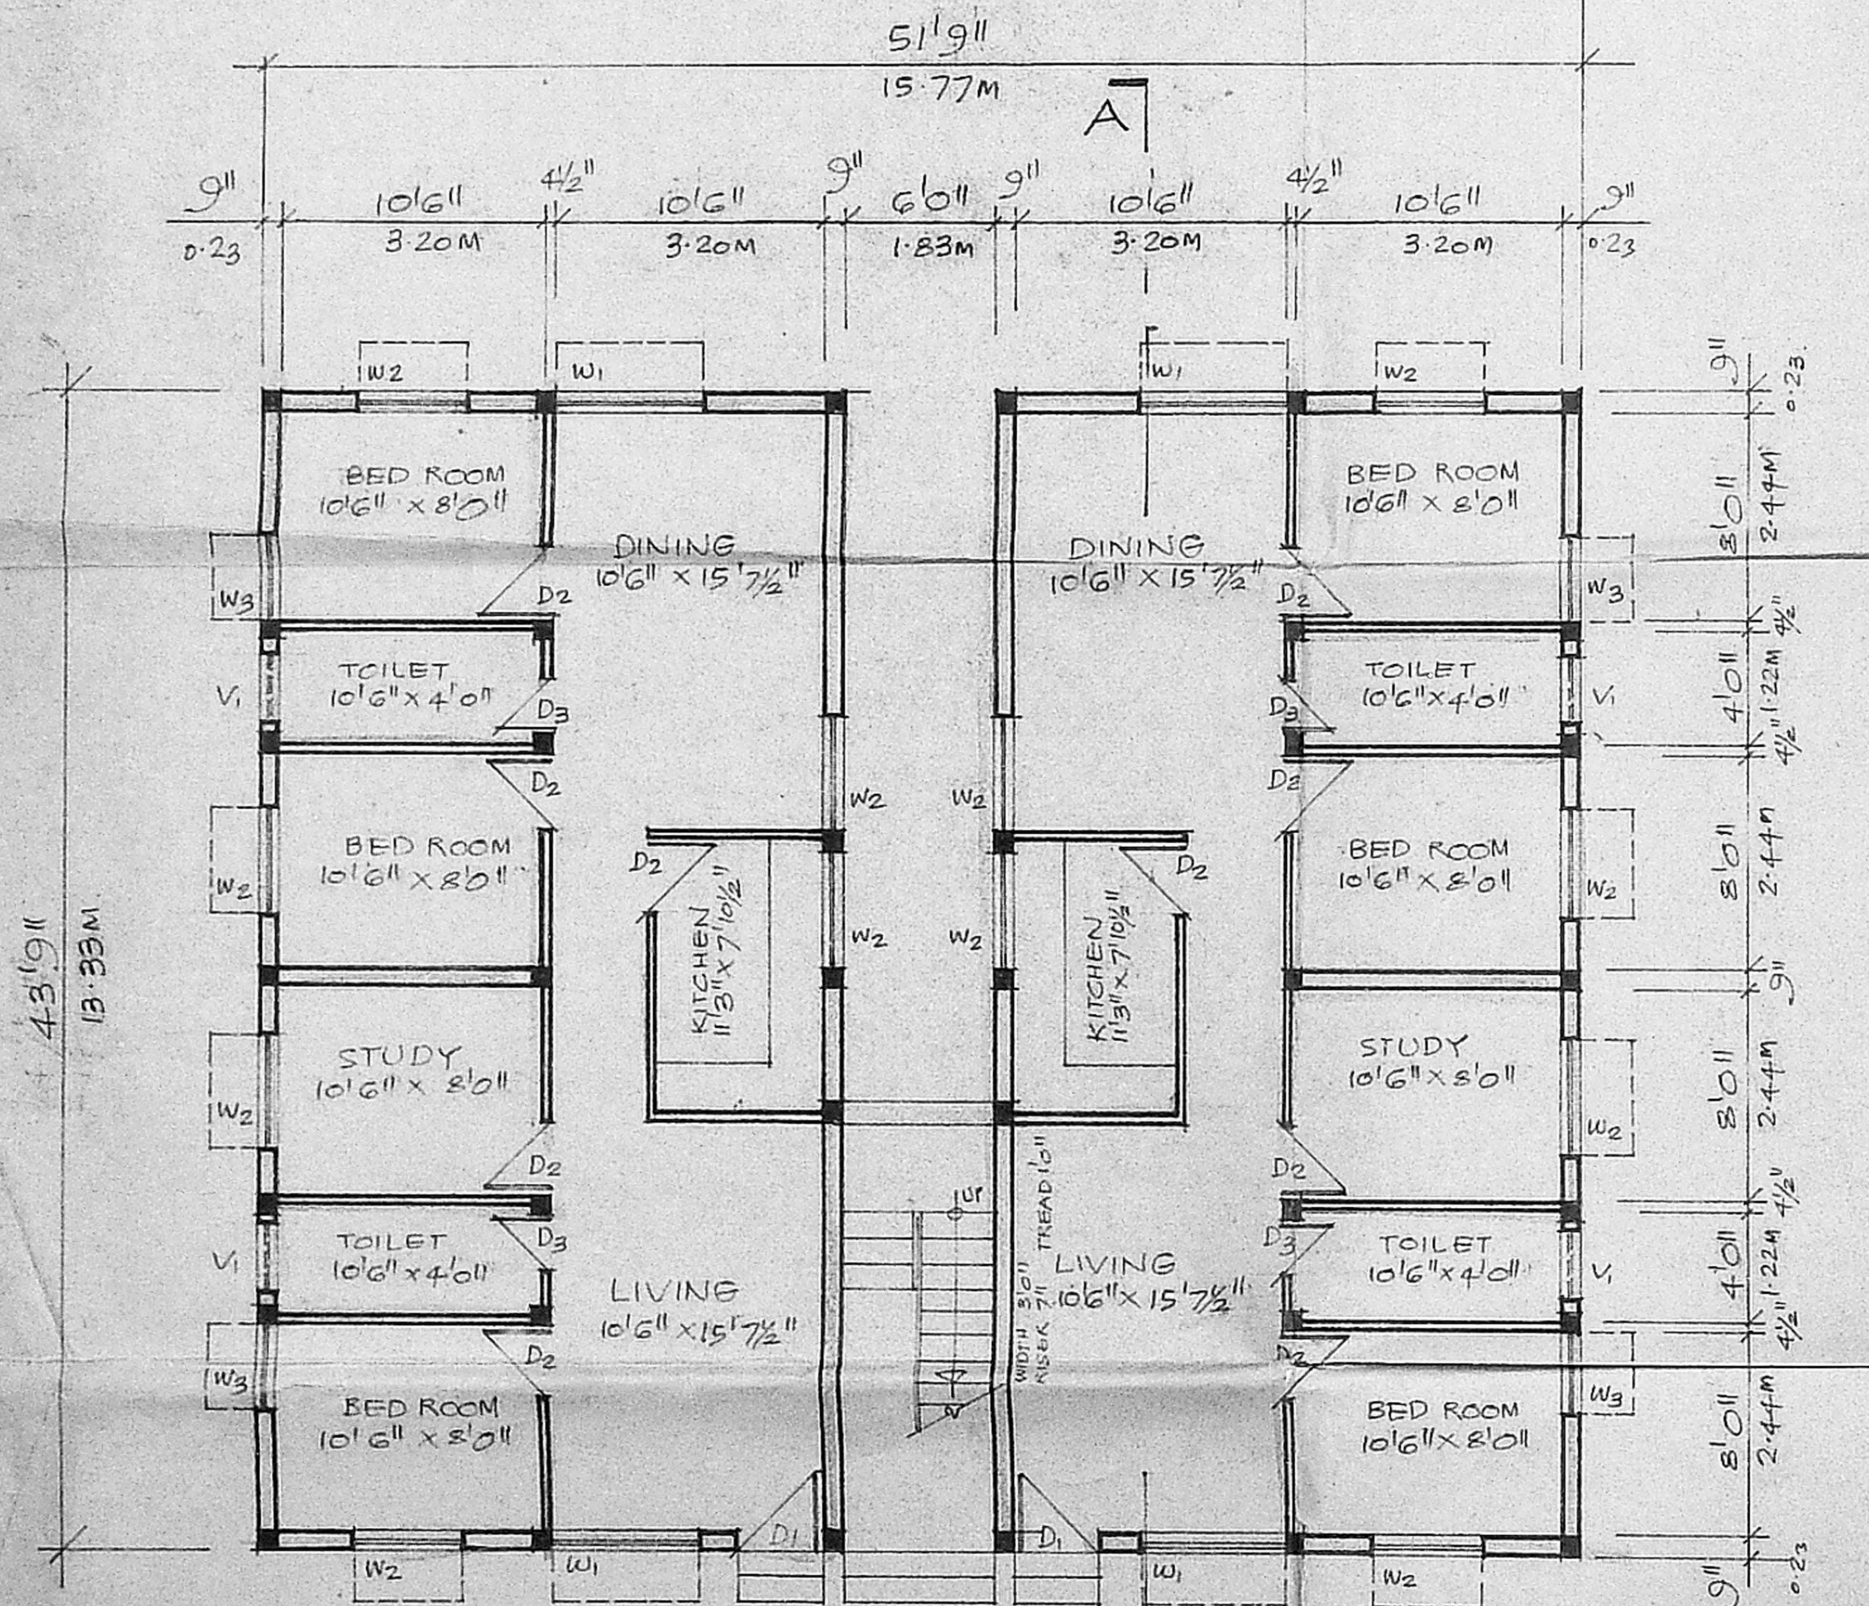 51'9"
15.77M
A
9" 10'6" 4½" 10'6" 9" 6'0" 9" 10'6" 4½" 10'6" 9"
0.23 3.20M 3.20M 1.83M 3.20M 3.20M 0.23
W2 W1 W1 W2
9"
0.23
BED ROOM
10'6" x 8'0"
DINING
10'6" x 15'7½"
DINING
10'6" x 15'7½"
BED ROOM
10'6" x 8'0"
8'0"
2.44M
W3 D2 D2 W3
4½"
TOILET
10'6" x 4'0"
V1 D3
TOILET
10'6" x 4'0"
D3 V1
4'0"
1.22M
4½"
D2 W2 W2 D2
BED ROOM
10'6" x 8'0"
W2
D2
KITCHEN
11'3" x 7'10½"
W2 W2
D2
KITCHEN
11'3" x 7'10½"
BED ROOM
10'6" x 8'0"
W2
8'0"
2.44M
43'9"
13.33M
9"
STUDY
10'6" x 8'0"
W2 D2
STUDY
10'6" x 8'0"
D2 W2
8'0"
2.44M
4½"
UP
WIDTH 3'0"
RISER 7" TREAD 1'0"
TOILET
10'6" x 4'0"
V1 D3
LIVING
10'6" x 15'7½"
LIVING
10'6" x 15'7½"
D3
TOILET
10'6" x 4'0"
V1
4'0"
1.22M
4½"
W3 D2 D2 W3
BED ROOM
10'6" x 8'0"
BED ROOM
10'6" x 8'0"
8'0"
2.44M
D1 D1
W2 W1 W1 W2
9"
0.23